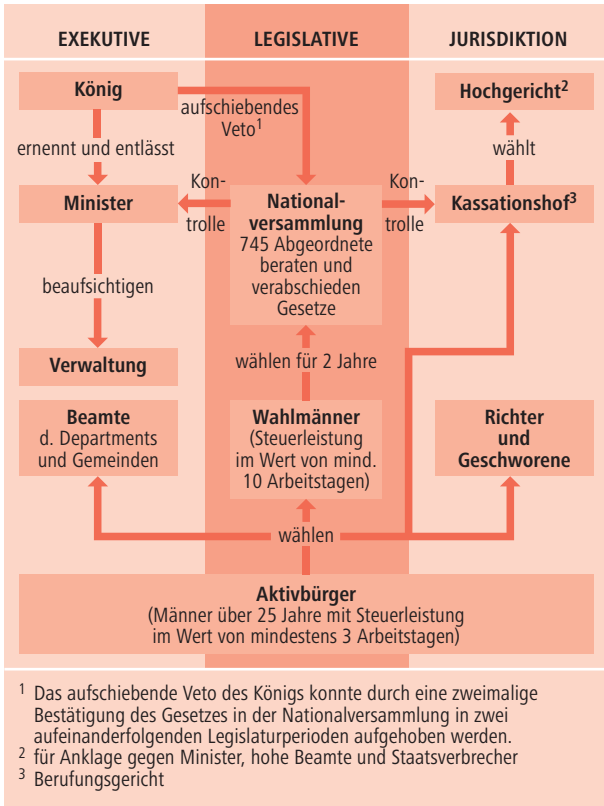 EXEKUTIVE
LEGISLATIVE
JURISDIKTION
König
aufschiebendes
Veto¹
Hochgericht²
ernennt und entlässt
wählt
Minister
Kon-
trolle
National-
versammlung
745 Abgeordnete
beraten und
verabschieden
Gesetze
Kon-
trolle
Kassationshof³
beaufsichtigen
Verwaltung
wählen für 2 Jahre
Beamte
d. Departments
und Gemeinden
Wahlmänner
(Steuerleistung
im Wert von mind.
10 Arbeitstagen)
Richter
und
Geschworene
wählen
Aktivbürger
(Männer über 25 Jahre mit Steuerleistung
im Wert von mindestens 3 Arbeitstagen)
¹ Das aufschiebende Veto des Königs konnte durch eine zweimalige
Bestätigung des Gesetzes in der Nationalversammlung in zwei
aufeinanderfolgenden Legislaturperioden aufgehoben werden.
² für Anklage gegen Minister, hohe Beamte und Staatsverbrecher
³ Berufungsgericht